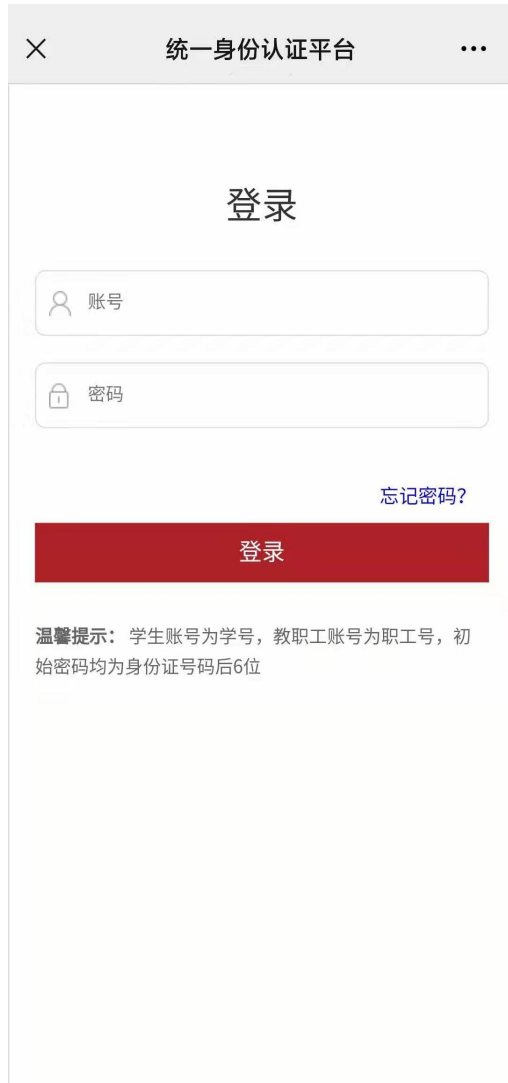 统一身份认证平台
登录
账号
密码
忘记密码?
登录
温馨提示：学生账号为学号，教职工账号为职工号，初
始密码均为身份证号码后6位